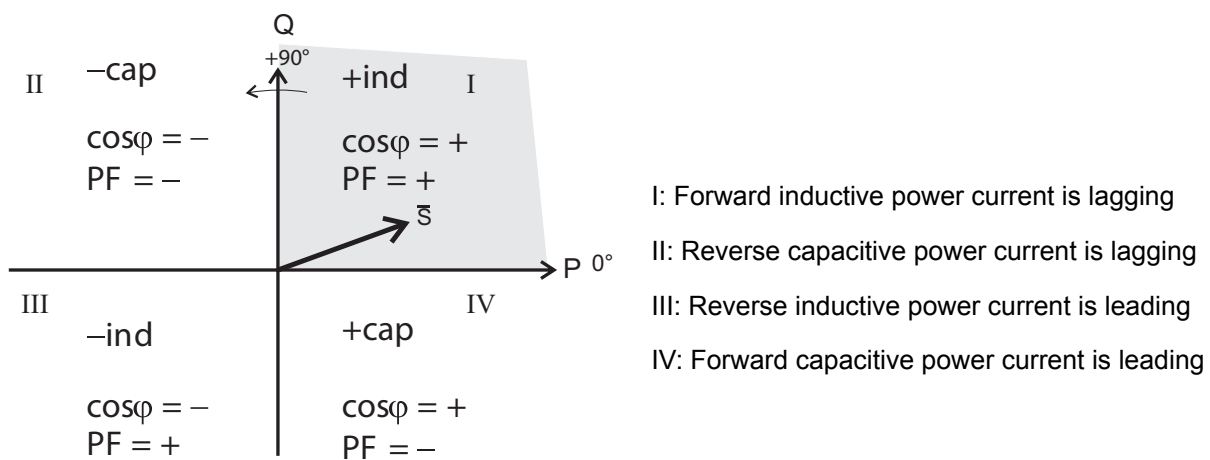 Q
+90°
II
−cap
cosφ = −
PF = −
+ind
I
cosφ = +
PF = +
S̅
P 0°
III
−ind
cosφ = −
PF = +
IV
+cap
cosφ = +
PF = −
I: Forward inductive power current is lagging
II: Reverse capacitive power current is lagging
III: Reverse inductive power current is leading
IV: Forward capacitive power current is leading